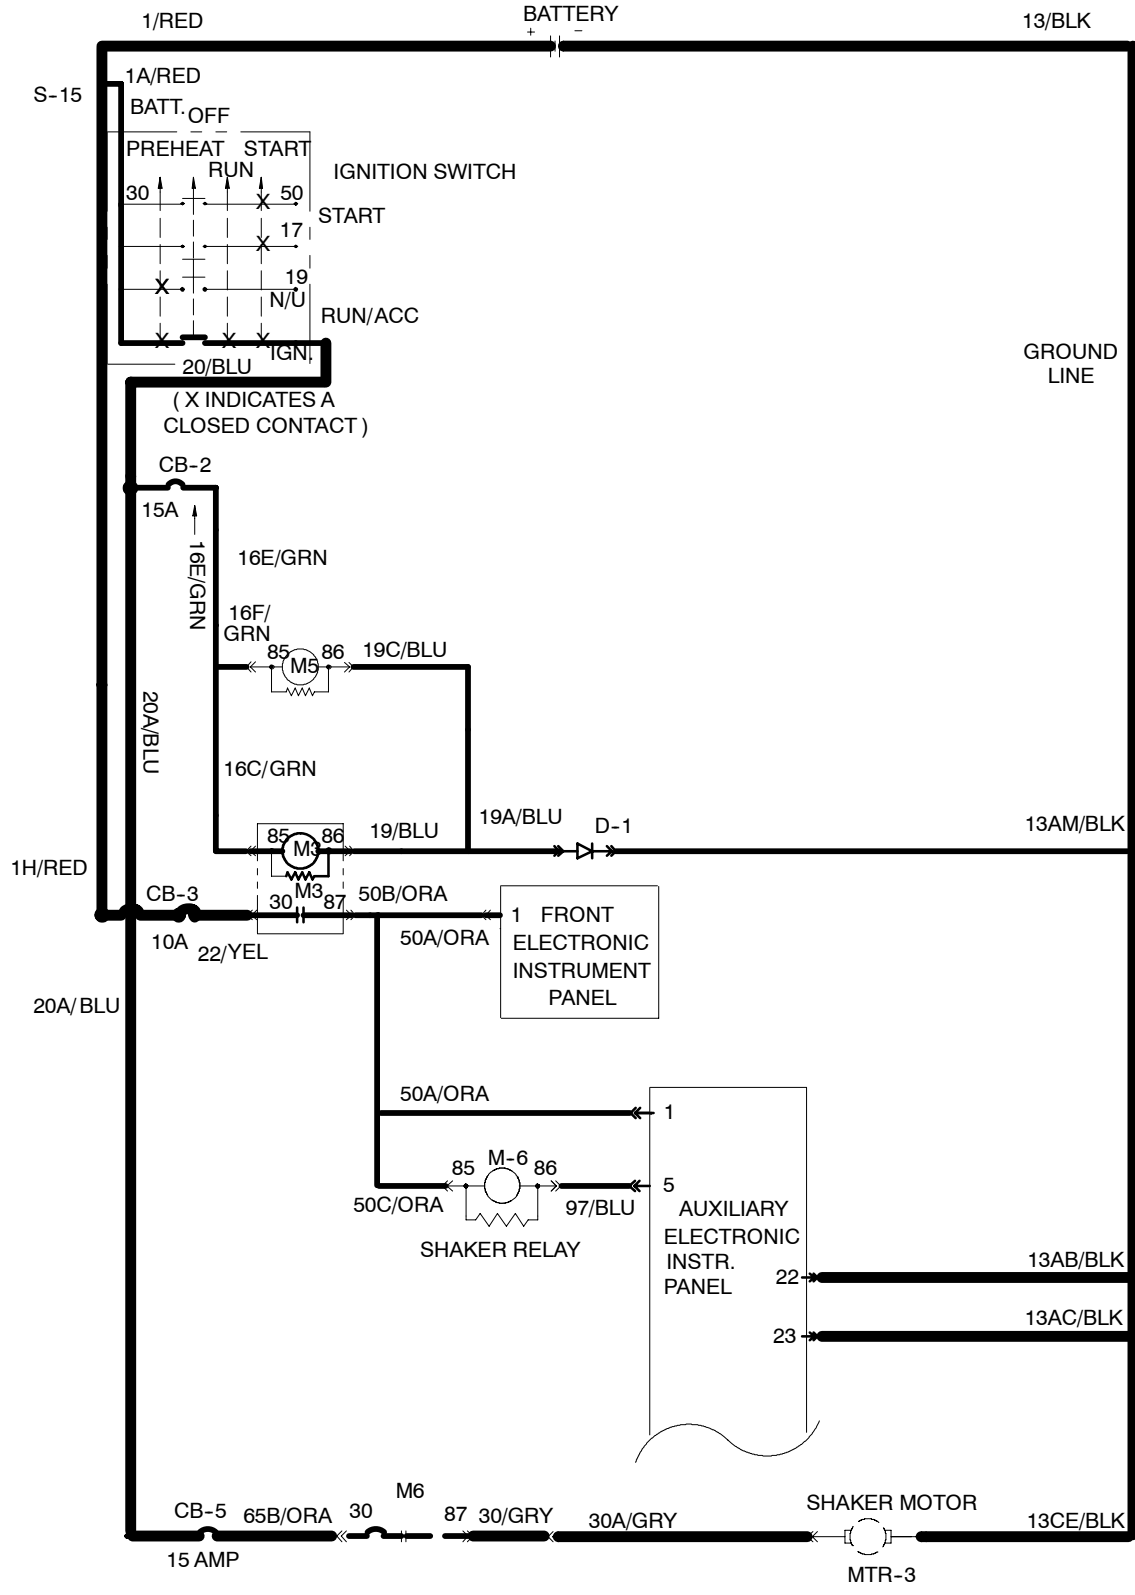 1/RED
BATTERY
+ −
13/BLK
1A/RED
S-15
BATT.
OFF
PREHEAT START
RUN
IGNITION SWITCH
30
X 50
START
X 17
X
19
N/U
RUN/ACC
X X X
IGN.
20/BLU
GROUND
LINE
( X INDICATES A
CLOSED CONTACT )
CB-2
15A
16E/GRN
16E/GRN
16F/
GRN
85 M5 86
19C/BLU
20A/BLU
16C/GRN
85 M3 86
19/BLU
19A/BLU
D-1
13AM/BLK
1H/RED
CB-3
M3
30 87
50B/ORA
10A
22/YEL
50A/ORA
1 FRONT
ELECTRONIC
INSTRUMENT
PANEL
20A/BLU
50A/ORA
1
M-6
85 86
5
50C/ORA
97/BLU
SHAKER RELAY
AUXILIARY
ELECTRONIC
INSTR.
PANEL
22
13AB/BLK
23
13AC/BLK
M6
CB-5
65B/ORA
30
87
30/GRY
30A/GRY
SHAKER MOTOR
13CE/BLK
15 AMP
MTR-3